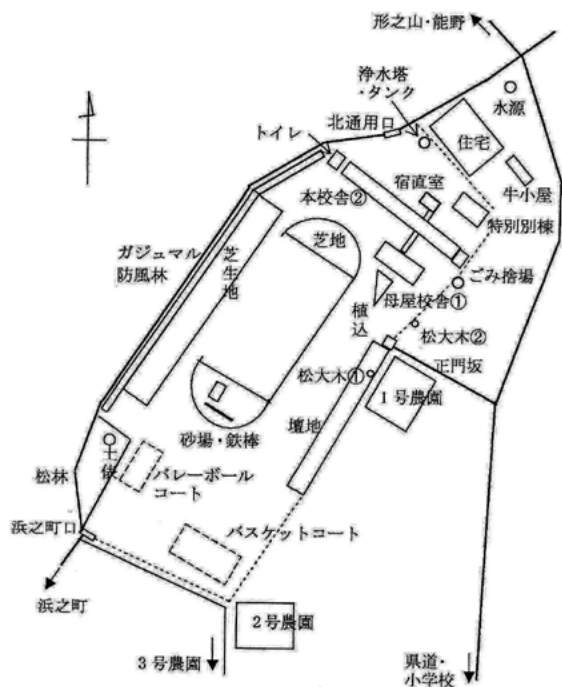 形之山・能野
浄水塔
・タンク
水源
北通用口
住宅
トイレ
宿直室
牛小屋
本校舎②
特別別棟
芝地
ガジュマル
防風林
芝生地
ごみ捨場
母屋校舎①
植込
松大木②
正門坂
松大木①
1号農園
砂場・鉄棒
壇地
土俵
松林
バレーボール
コート
浜之町口
バスケットコート
浜之町
2号農園
3号農園
県道・
小学校